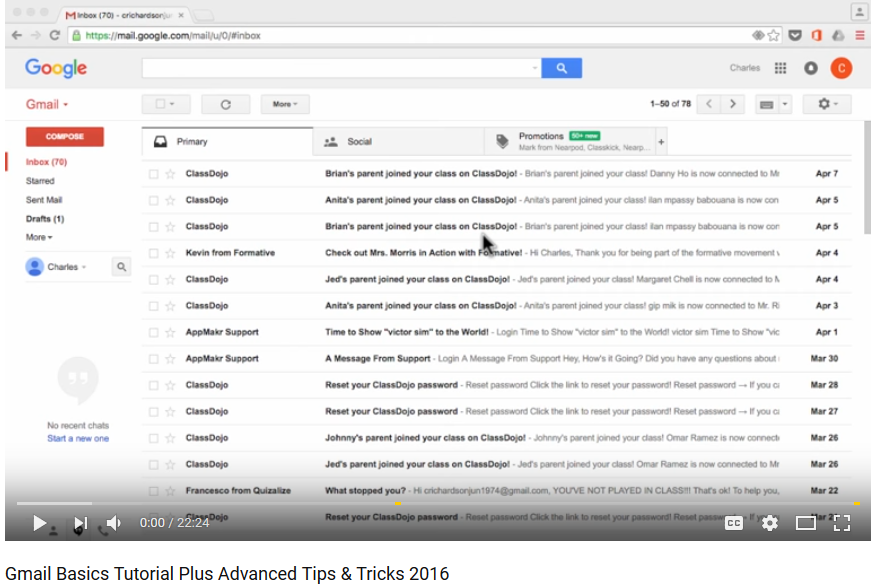 Inbox (70) - crichardsonjun
https://mail.google.com/mail/u/0/#inbox
Google
Charles
C
Gmail
More
1–50 of 78
COMPOSE
Inbox (70)
Starred
Sent Mail
Drafts (1)
More
Charles
No recent chats
Start a new one
Primary
Social
Promotions 50+ new
Mark from Nearpod, Classkick, Nearp...
+
ClassDojo Brian's parent joined your class on ClassDojo! - Brian's parent joined your class! Danny Ho is now connected to Mr Apr 7
ClassDojo Anita's parent joined your class on ClassDojo! - Anita's parent joined your class! ilan mpassy babouana is now con Apr 5
ClassDojo Brian's parent joined your class on ClassDojo! - Brian's parent joined your class! ilan mpassy babouana is now con Apr 5
Kevin from Formative Check out Mrs. Morris in Action with Formative! - Hi Charles, Thank you for being part of the formative movement Apr 4
ClassDojo Jed's parent joined your class on ClassDojo! - Jed's parent joined your class! Margaret Chell is now connected to Apr 4
ClassDojo Anita's parent joined your class on ClassDojo! - Anita's parent joined your class! gip mik is now connected to Mr. Apr 3
AppMakr Support Time to Show "victor sim" to the World! - Login Time to Show "victor sim" to the World! victor sim Time to Show "vic Apr 1
AppMakr Support A Message From Support - Login A Message From Support Hey, How's it Going? Did you have any questions about Mar 30
ClassDojo Reset your ClassDojo password - Reset password Click the link to reset your password! Reset password → If you ca Mar 28
ClassDojo Reset your ClassDojo password - Reset password Click the link to reset your password! Reset password → If you ca Mar 27
ClassDojo Johnny's parent joined your class on ClassDojo! - Johnny's parent joined your class! Omar Ramez is now connect Mar 26
ClassDojo Jed's parent joined your class on ClassDojo! - Jed's parent joined your class! Omar Ramez is now connected to Mr Mar 26
Francesco from Quizalize What stopped you? - Hi crichardsonjun1974@gmail.com, YOU'VE NOT PLAYED IN CLASS!!! That's ok! To help you, Mar 22
ClassDojo Reset your ClassDojo password - Reset password Click the link to reset your password! Reset
0:00 / 22:24
CC
Gmail Basics Tutorial Plus Advanced Tips & Tricks 2016